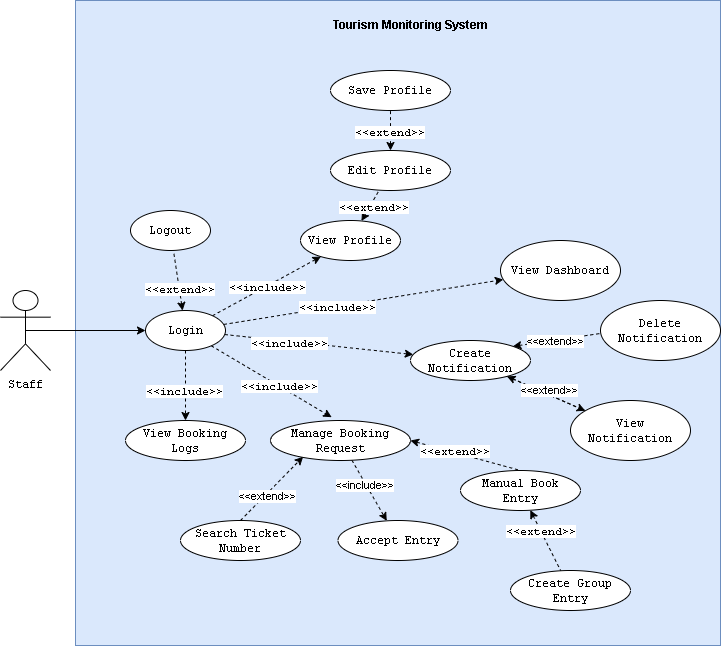 Tourism Monitoring System
Save Profile
<<extend>>
Edit Profile
<<extend>>
Logout
View Profile
View Dashboard
<<extend>>
<<include>>
<<include>>
Staff
Login
<<include>>
Create
Notification
<<extend>>
Delete
Notification
<<include>>
<<include>>
<<extend>>
View
Notification
View Booking
Logs
Manage Booking
Request
<<extend>>
Manual Book
Entry
<<extend>>
<<include>>
Search Ticket
Number
Accept Entry
<<extend>>
Create Group
Entry